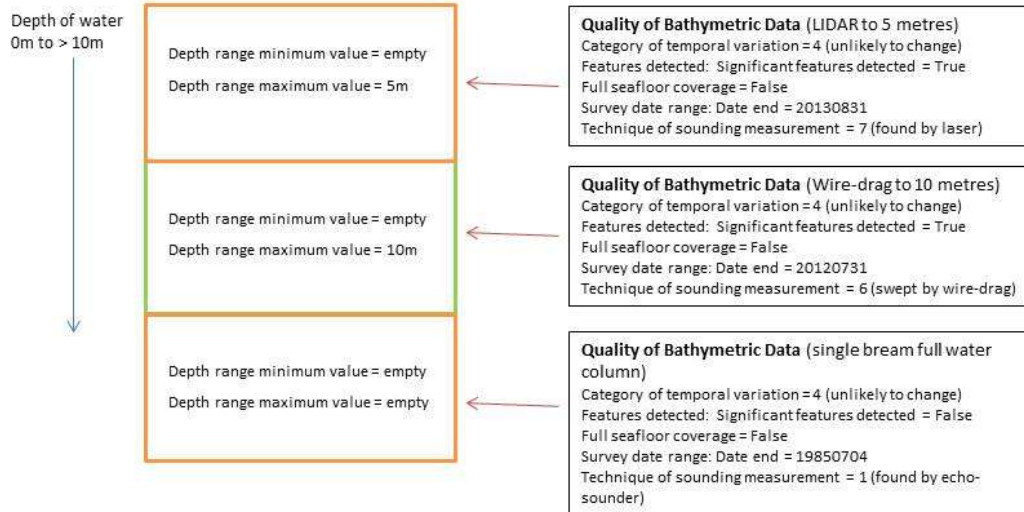 Depth of water
0m to > 10m
Depth range minimum value = empty
Depth range maximum value = 5m
Quality of Bathymetric Data (LIDAR to 5 metres)
Category of temporal variation = 4 (unlikely to change)
Features detected: Significant features detected = True
Full seafloor coverage = False
Survey date range: Date end = 20130831
Technique of sounding measurement = 7 (found by laser)
Depth range minimum value = empty
Depth range maximum value = 10m
Quality of Bathymetric Data (Wire-drag to 10 metres)
Category of temporal variation = 4 (unlikely to change)
Features detected: Significant features detected = True
Full seafloor coverage = False
Survey date range: Date end = 20120731
Technique of sounding measurement = 6 (swept by wire-drag)
Depth range minimum value = empty
Depth range maximum value = empty
Quality of Bathymetric Data (single bream full water
column)
Category of temporal variation = 4 (unlikely to change)
Features detected: Significant features detected = False
Full seafloor coverage = False
Survey date range: Date end = 19850704
Technique of sounding measurement = 1 (found by echo-
sounder)